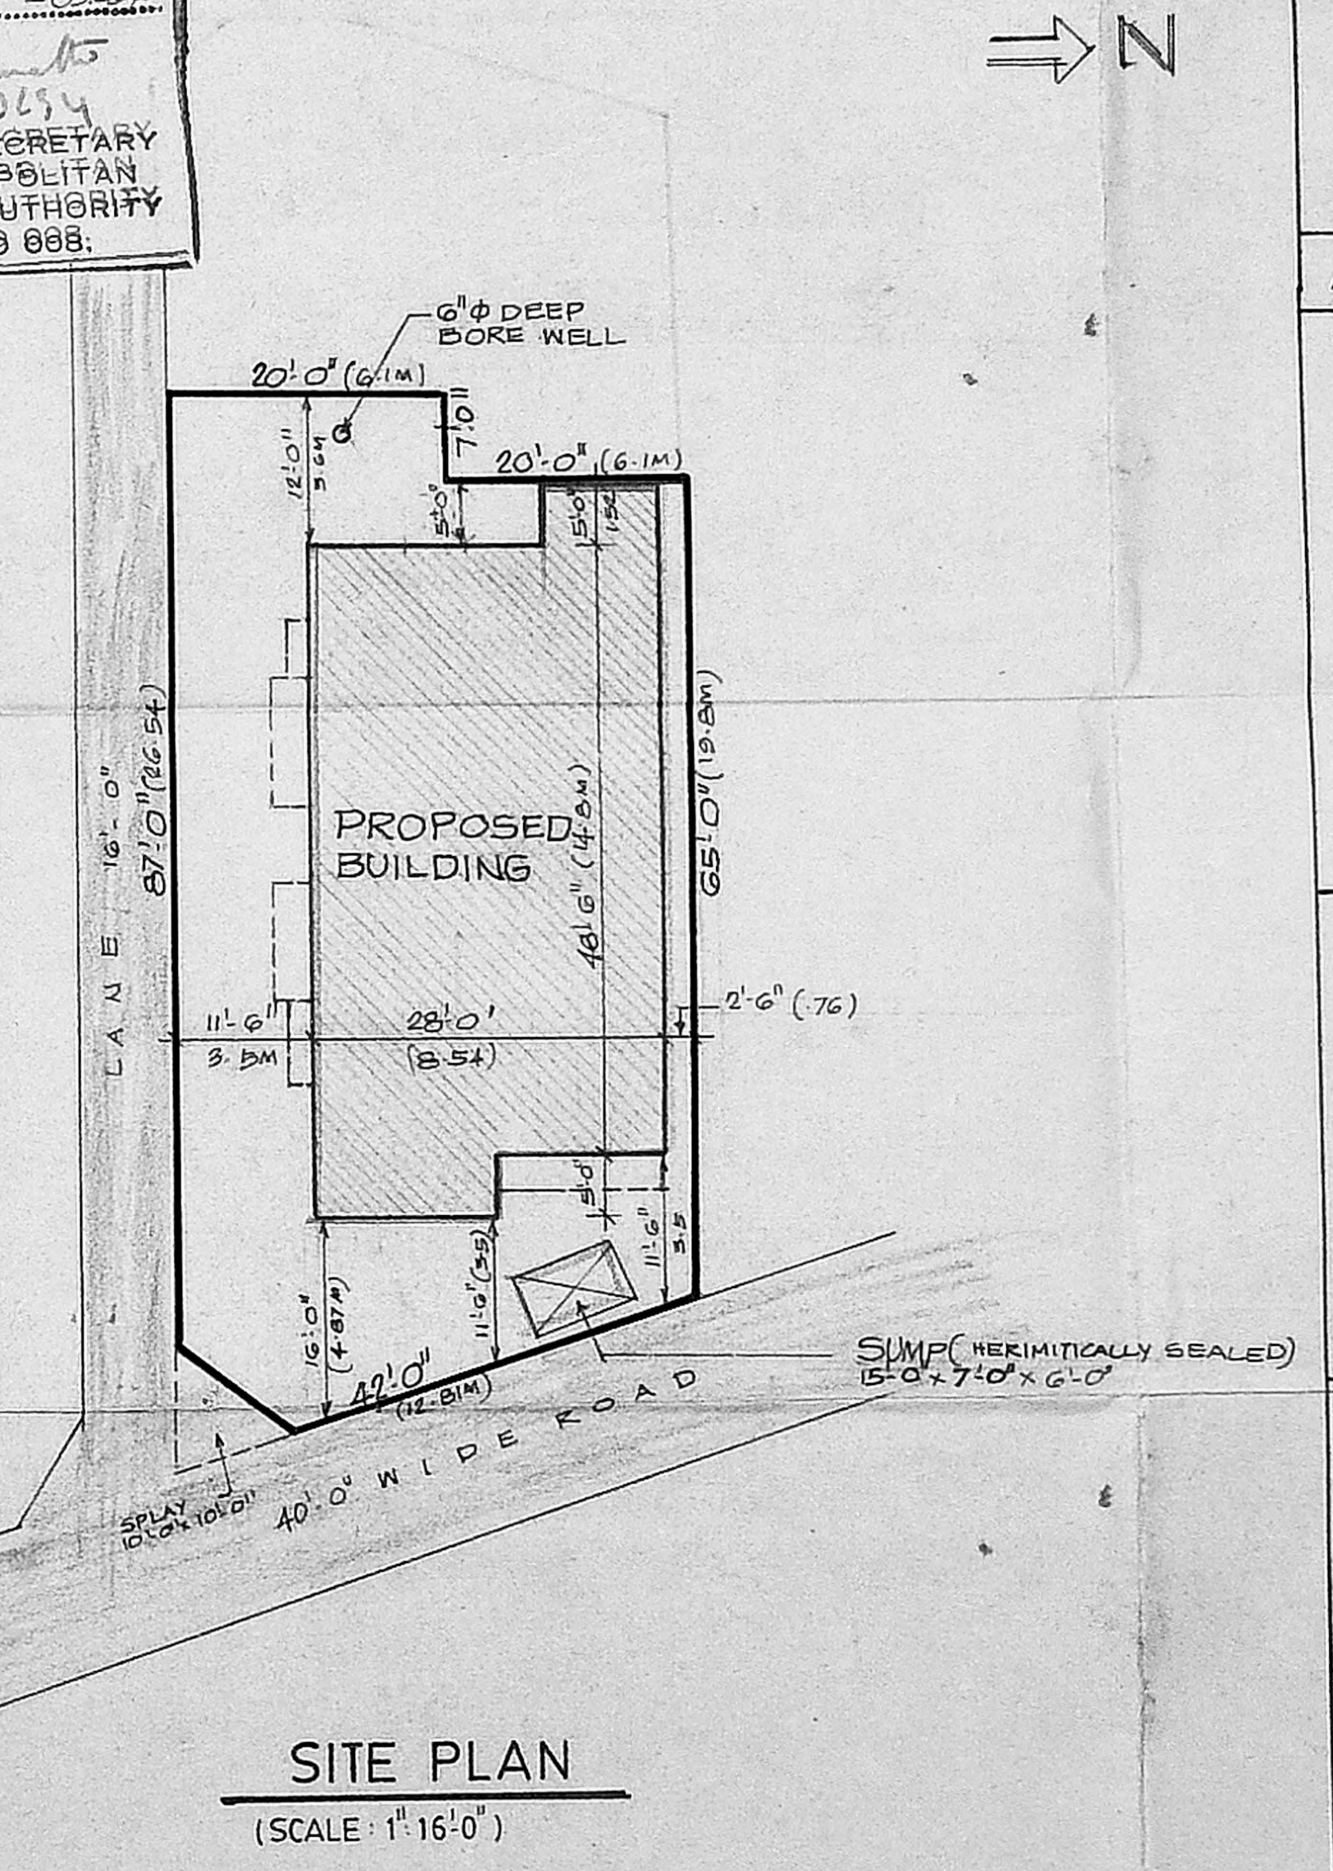 CRETARY
POLITAN
UTHORITY
008;
N
6"ϕ DEEP
BORE WELL
20'-0" (6.1M)
7'0"
12'-0"
3.6M
20'-0" (6.1M)
5'-0"
5'0"
1.52
87'-0" (26.54)
65'-0" (19.8M)
LANE 16'-0"
PROPOSED
BUILDING
48'6" (14.8M)
11'-6"
3.5M
28'-0'
(8.54)
2'-6" (.76)
5'-0"
11'-6"
3.5
11'-6" (3.5)
16'-0"
(4.87M)
42'-0"
(12.81M)
SUMP (HERIMITICALLY SEALED)
15-0" x 7'-0" x 6'-0"
40'-0" WIDE ROAD
SPLAY
10'-0" x 10'-0"
SITE PLAN
(SCALE: 1":16'-0")